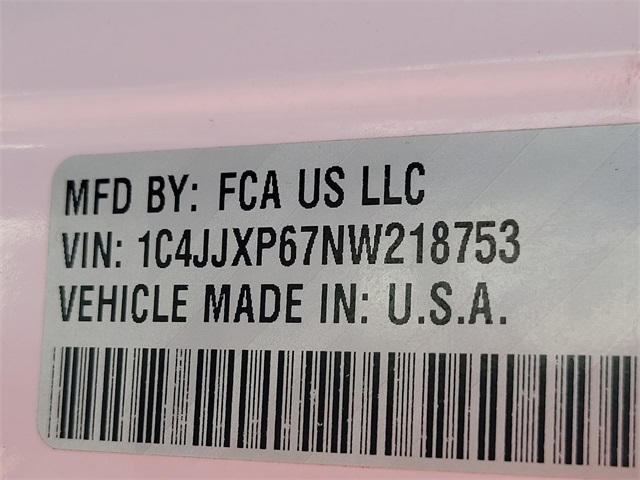 MFD BY: FCA US LLC
VIN: 1C4JJXP67NW218753
VEHICLE MADE IN: U.S.A.